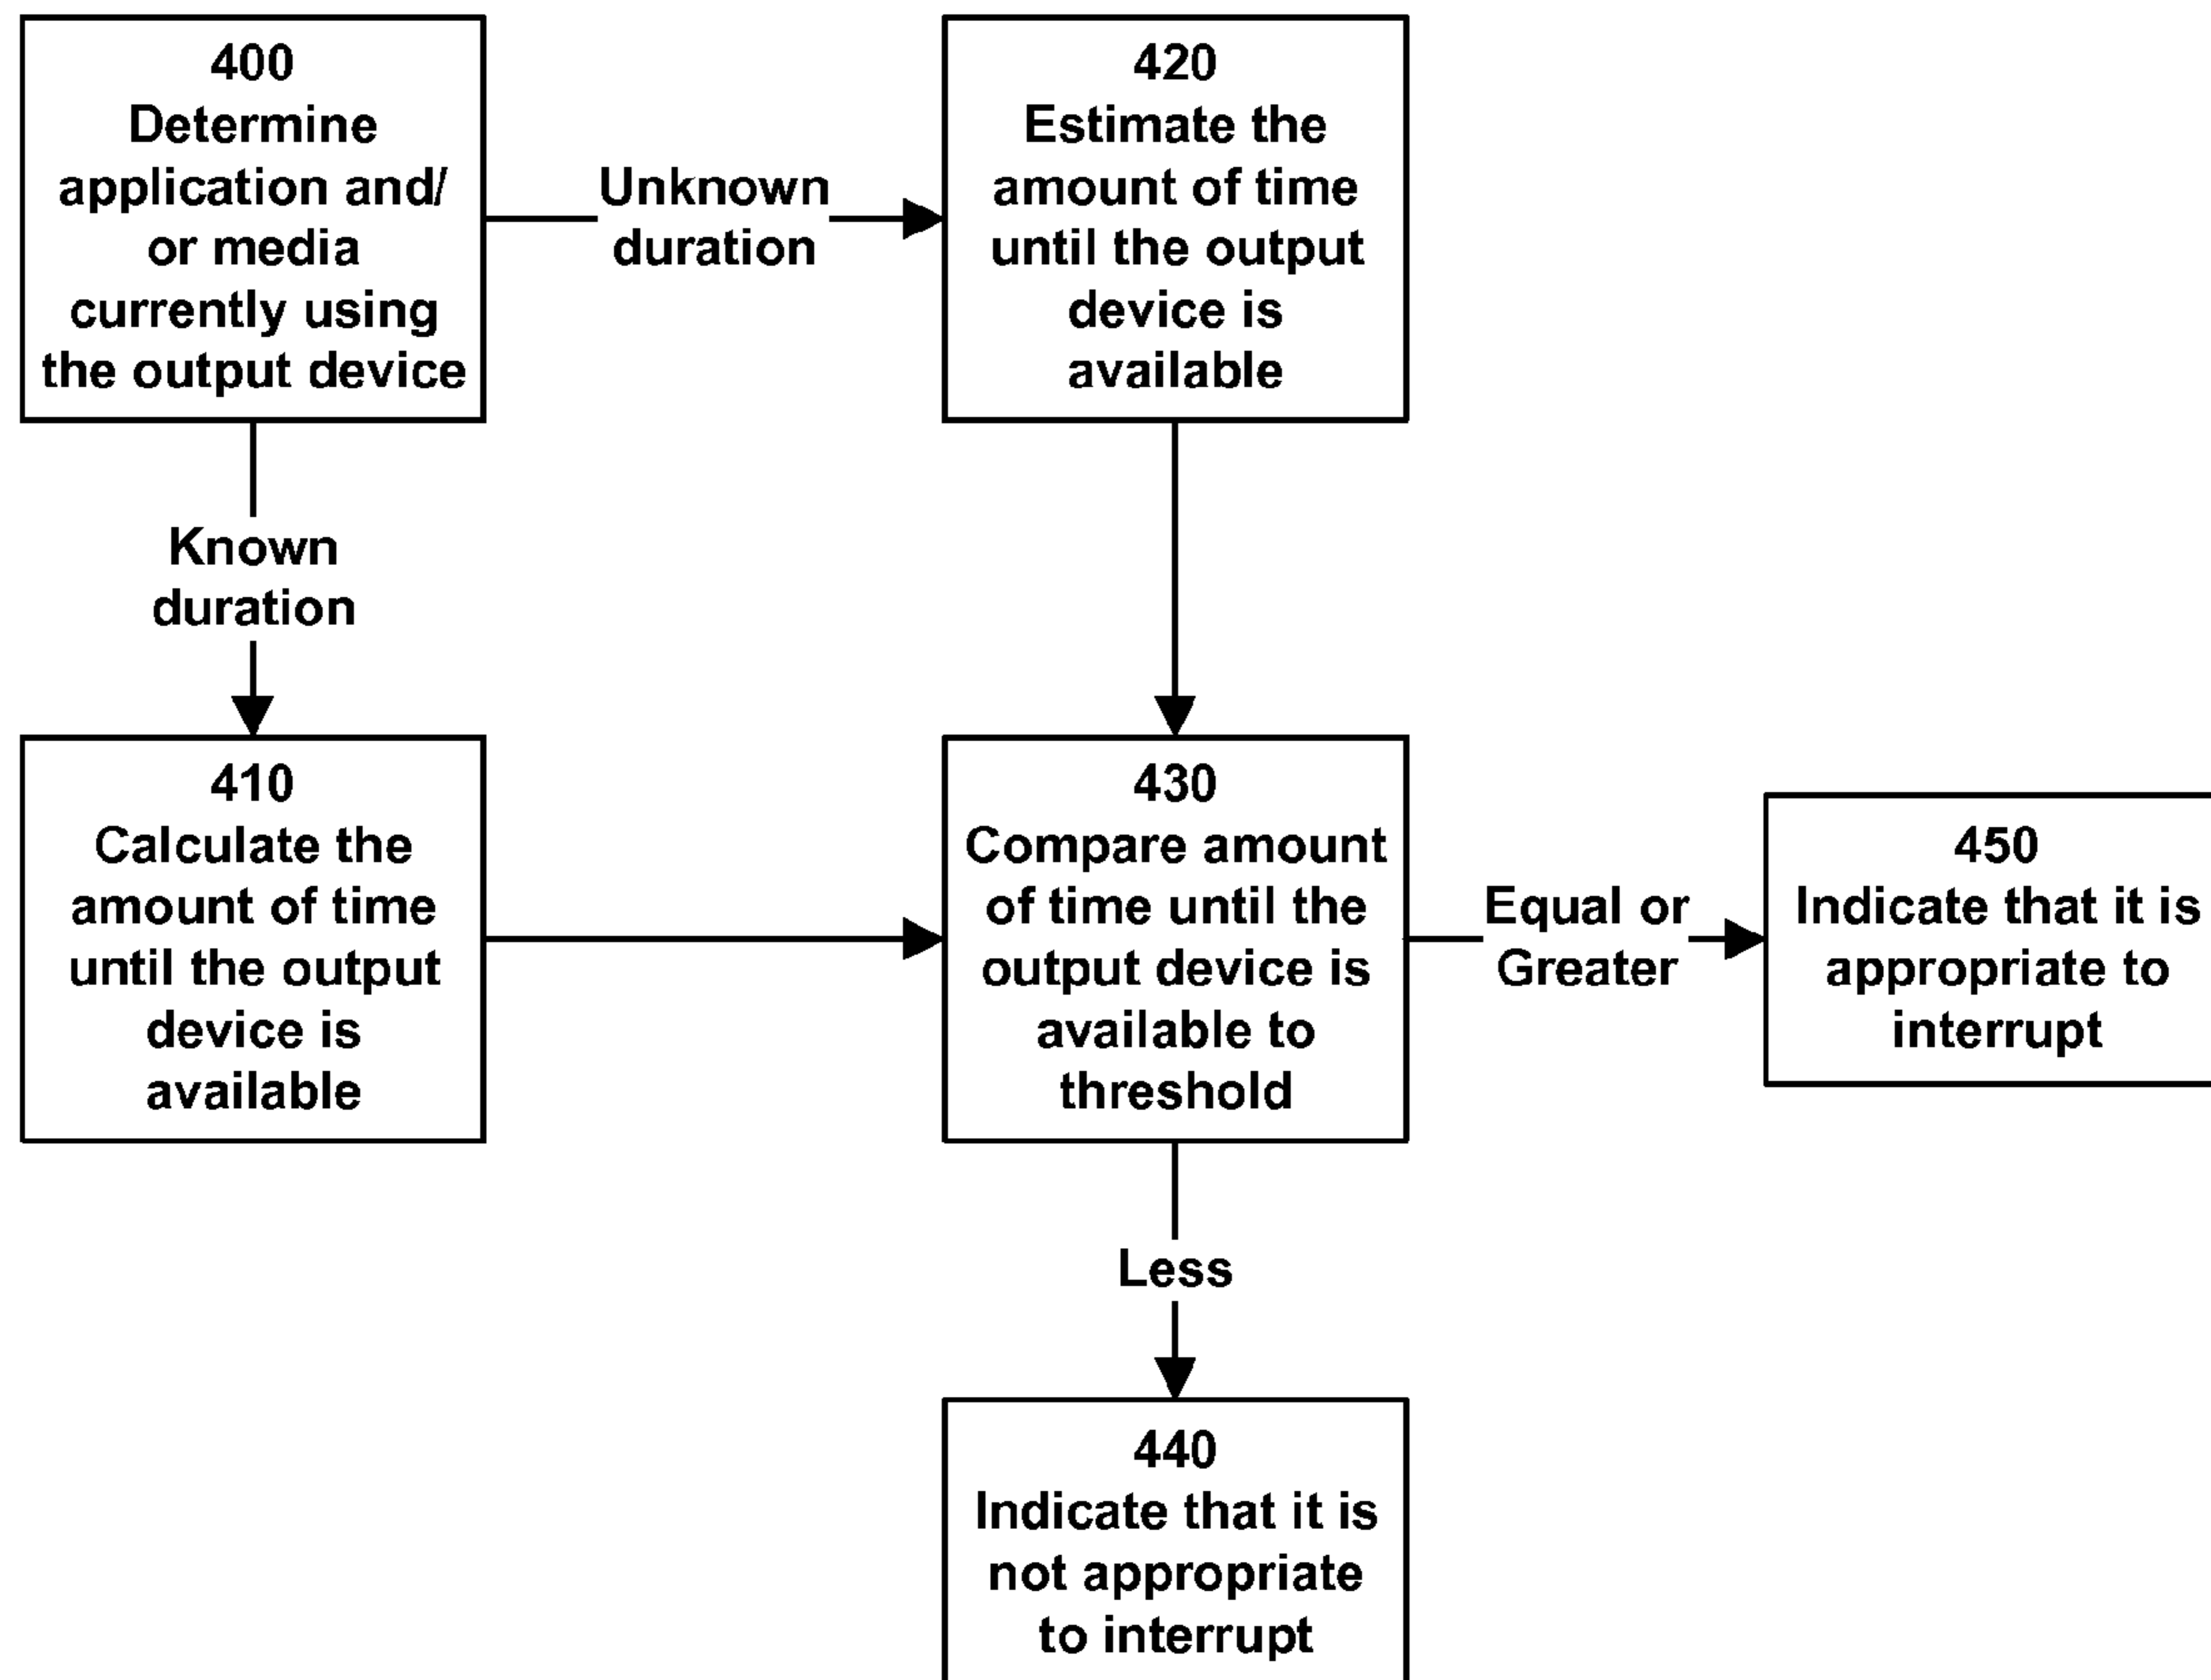 400
Determine
application and/
or media
currently using
the output device
Unknown
duration
420
Estimate the
amount of time
until the output
device is
available
Known
duration
410
Calculate the
amount of time
until the output
device is
available
430
Compare amount
of time until the
output device is
available to
threshold
Equal or
Greater
450
Indicate that it is
appropriate to
interrupt
Less
440
Indicate that it is
not appropriate
to interrupt